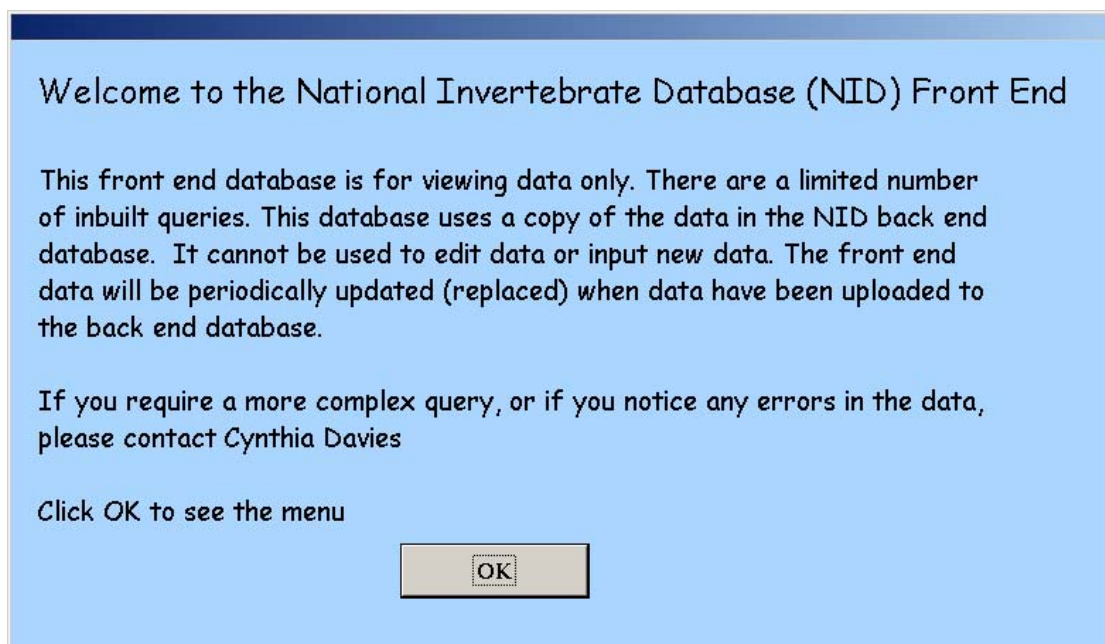 Welcome to the National Invertebrate Database (NID) Front End
This front end database is for viewing data only. There are a limited number
of inbuilt queries. This database uses a copy of the data in the NID back end
database.  It cannot be used to edit data or input new data. The front end
data will be periodically updated (replaced) when data have been uploaded to
the back end database.
If you require a more complex query, or if you notice any errors in the data,
please contact Cynthia Davies
Click OK to see the menu
OK